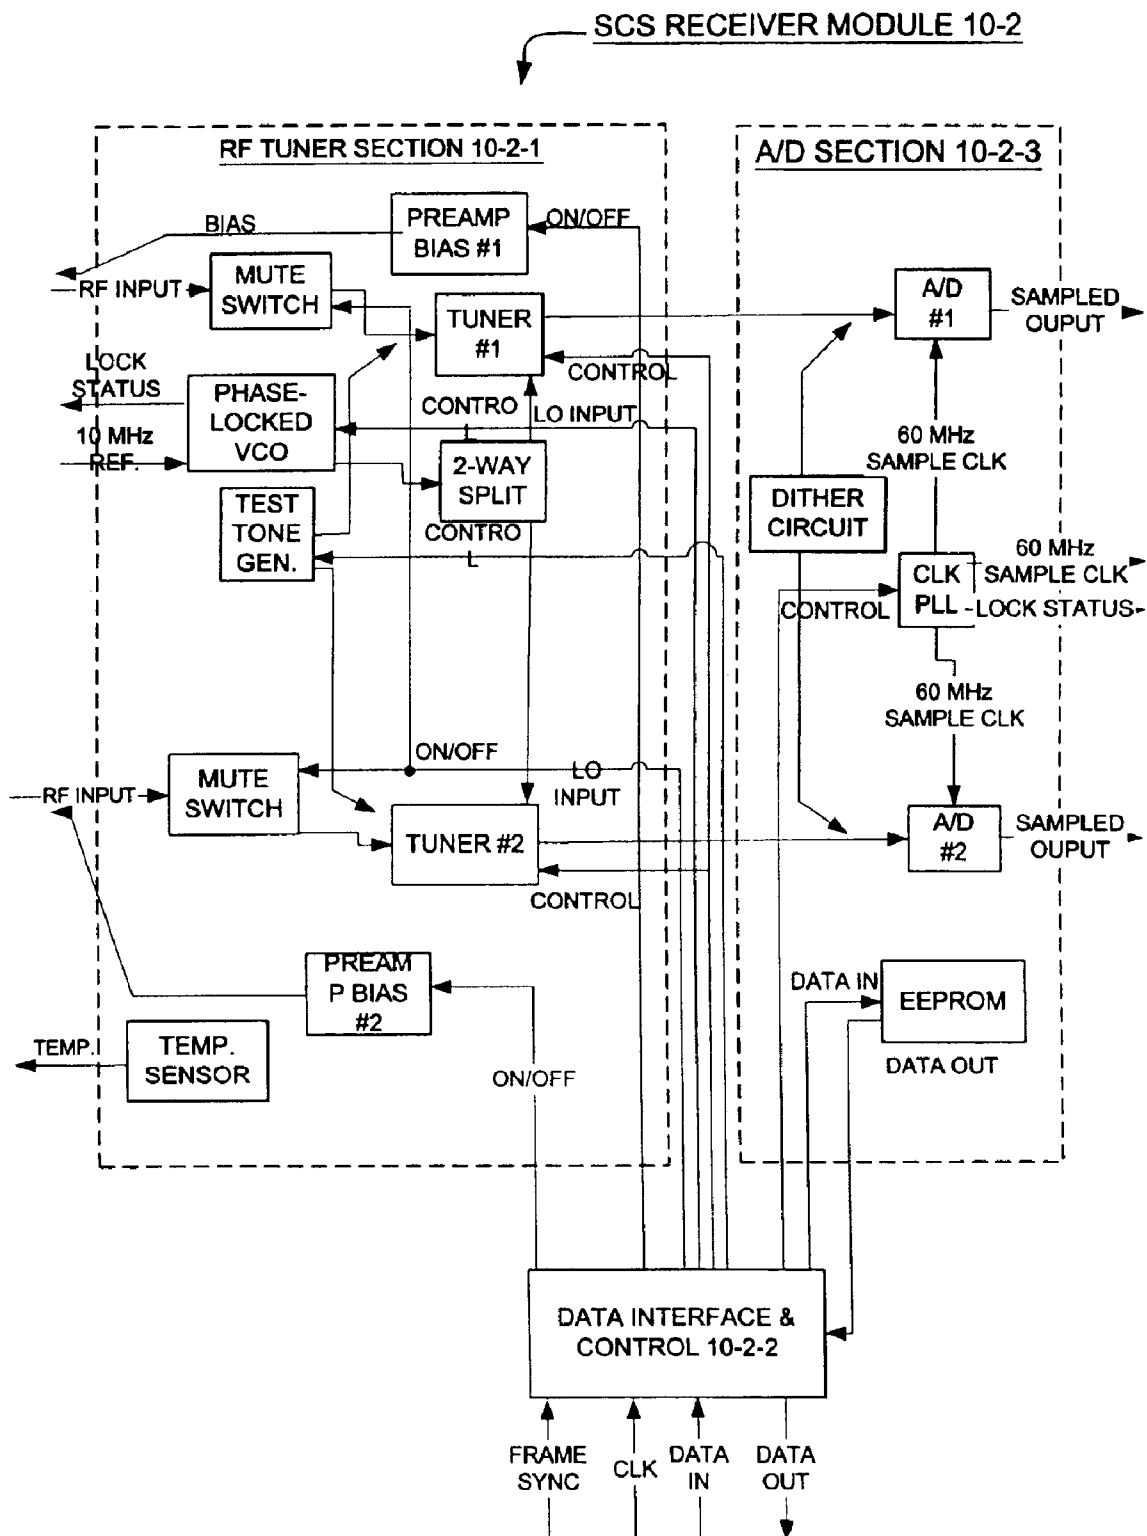 SCS RECEIVER MODULE 10-2
RF TUNER SECTION 10-2-1
A/D SECTION 10-2-3
BIAS
PREAMP
BIAS #1
ON/OFF
RF INPUT
MUTE
SWITCH
TUNER
#1
A/D
#1
SAMPLED
OUPUT
LOCK
STATUS
CONTROL
PHASE-
LOCKED
VCO
CONTRO
L
LO INPUT
10 MHz
REF.
2-WAY
SPLIT
60 MHz
SAMPLE CLK
TEST
TONE
GEN.
CONTRO
L
DITHER
CIRCUIT
CLK
PLL
60 MHz
SAMPLE CLK
LOCK STATUS
CONTROL
60 MHz
SAMPLE CLK
ON/OFF
LO
INPUT
RF INPUT
MUTE
SWITCH
TUNER #2
A/D
#2
SAMPLED
OUPUT
CONTROL
PREAM
P BIAS
#2
DATA IN
EEPROM
DATA OUT
TEMP.
TEMP.
SENSOR
ON/OFF
DATA INTERFACE &
CONTROL 10-2-2
FRAME
SYNC
CLK
DATA
IN
DATA
OUT